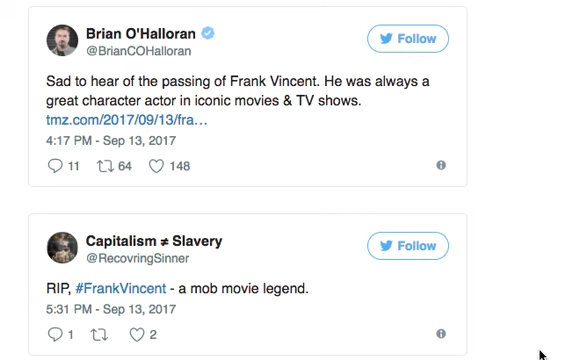 Brian O'Halloran
Follow
@BrianCOHalloran
Sad to hear of the passing of Frank Vincent. He was always a
great character actor in iconic movies & TV shows.
tmz.com/2017/09/13/fra…
4:17 PM - Sep 13, 2017
11 64 148
Capitalism ≠ Slavery
Follow
@RecovringSinner
RIP, #FrankVincent - a mob movie legend.
5:31 PM - Sep 13, 2017
1 2